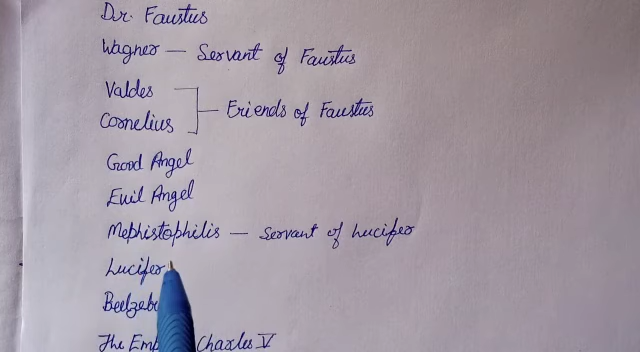 Dr. Faustus
Wagner — Servant of Faustus
Valdes
Cornelius
Friends of Faustus
Good Angel
Evil Angel
Mephistophilis — Servant of Lucifer
Lucifer
The Charles V